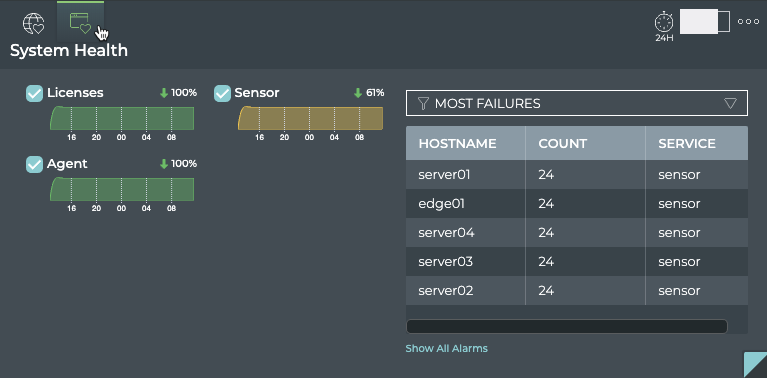 24H
System Health
Licenses 100%
16 20 00 04 08
Sensor 61%
16 20 00 04 08
Agent 100%
16 20 00 04 08
MOST FAILURES
HOSTNAME COUNT SERVICE
server01 24 sensor
edge01 24 sensor
server04 24 sensor
server03 24 sensor
server02 24 sensor
Show All Alarms